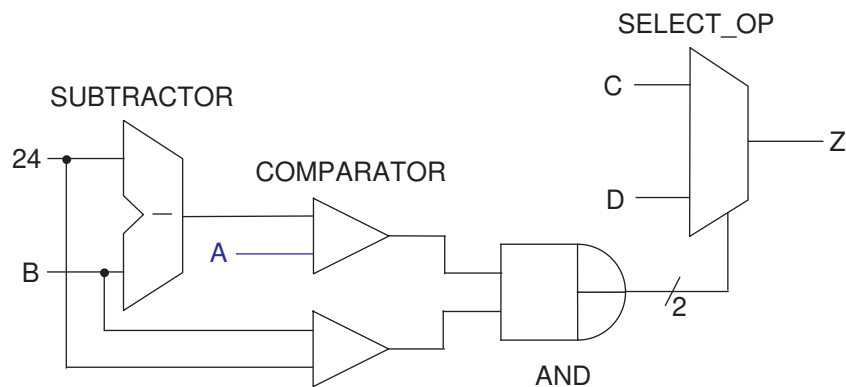 SELECT_OP
C
SUBTRACTOR
Z
24
COMPARATOR
D
A
B
2
AND